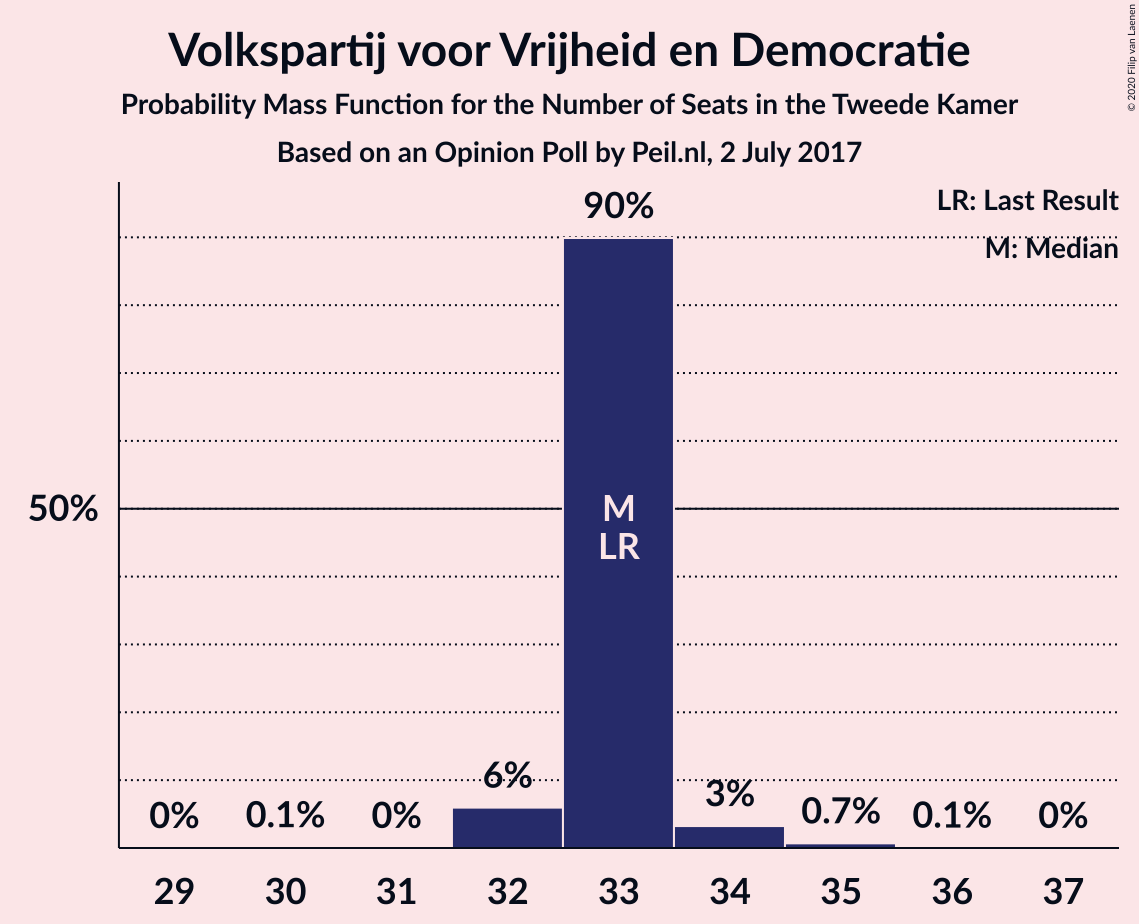 Volkspartij voor Vrijheid en Democratie
Probability Mass Function for the Number of Seats in the Tweede Kamer
Based on an Opinion Poll by Peil.nl, 2 July 2017
© 2020 Filip van Laenen
LR: Last Result
M: Median
90%
50%
M
LR
0%
0.1%
0%
6%
3%
0.7%
0.1%
0%
29
30
31
32
33
34
35
36
37